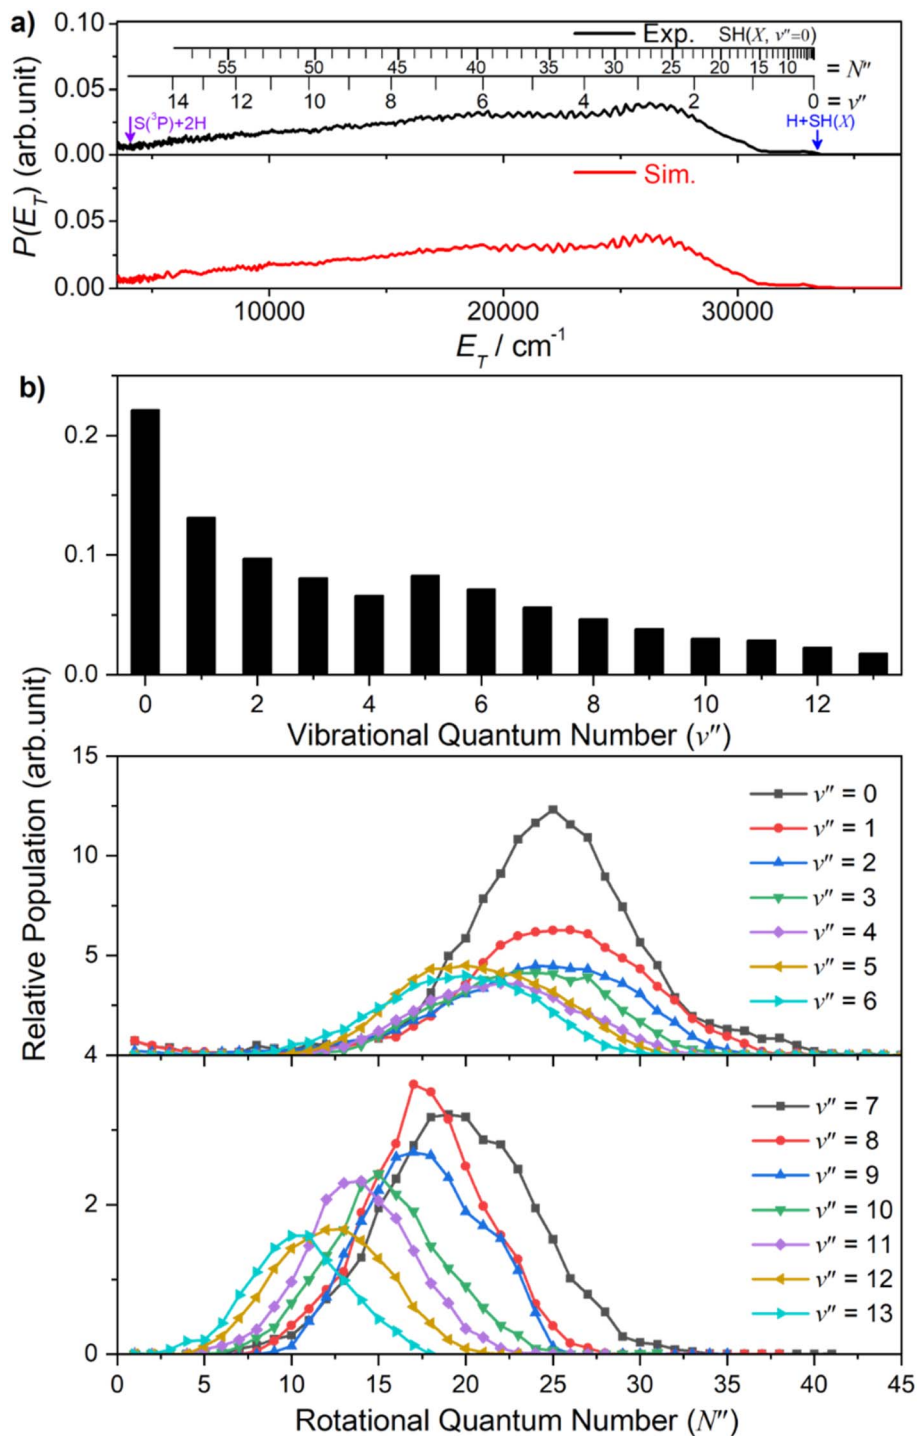 a)
0.10
Exp.
SH(X, v″=0)
55 50 45 40 35 30 25 20 15 10
= N″
14 12 10 8 6 4 2 0
= v″
0.05
S(³P)+2H
H+SH(X)
0.00
Sim.
0.05
0.00
P(E_T) (arb.unit)
10000 20000 30000
E_T / cm⁻¹
b)
0.2
0.1
0.0
0 2 4 6 8 10 12
Vibrational Quantum Number (v″)
Relative Population (arb.unit)
15
10
5
4
v″ = 0
v″ = 1
v″ = 2
v″ = 3
v″ = 4
v″ = 5
v″ = 6
2
0
v″ = 7
v″ = 8
v″ = 9
v″ = 10
v″ = 11
v″ = 12
v″ = 13
0 5 10 15 20 25 30 35 40 45
Rotational Quantum Number (N″)